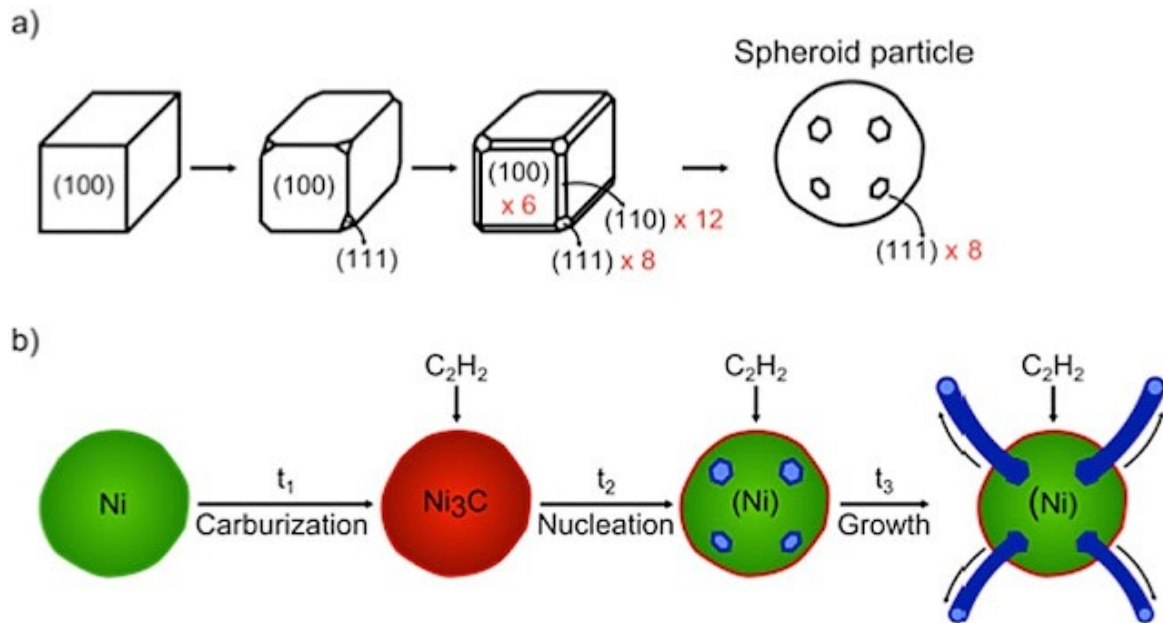 a)
Spheroid particle
(100)
(100)
(111)
(100)
x 6
(110) x 12
(111) x 8
(111) x 8
b)
C₂H₂
C₂H₂
C₂H₂
Ni
t₁
Carburization
Ni₃C
t₂
Nucleation
(Ni)
t₃
Growth
(Ni)